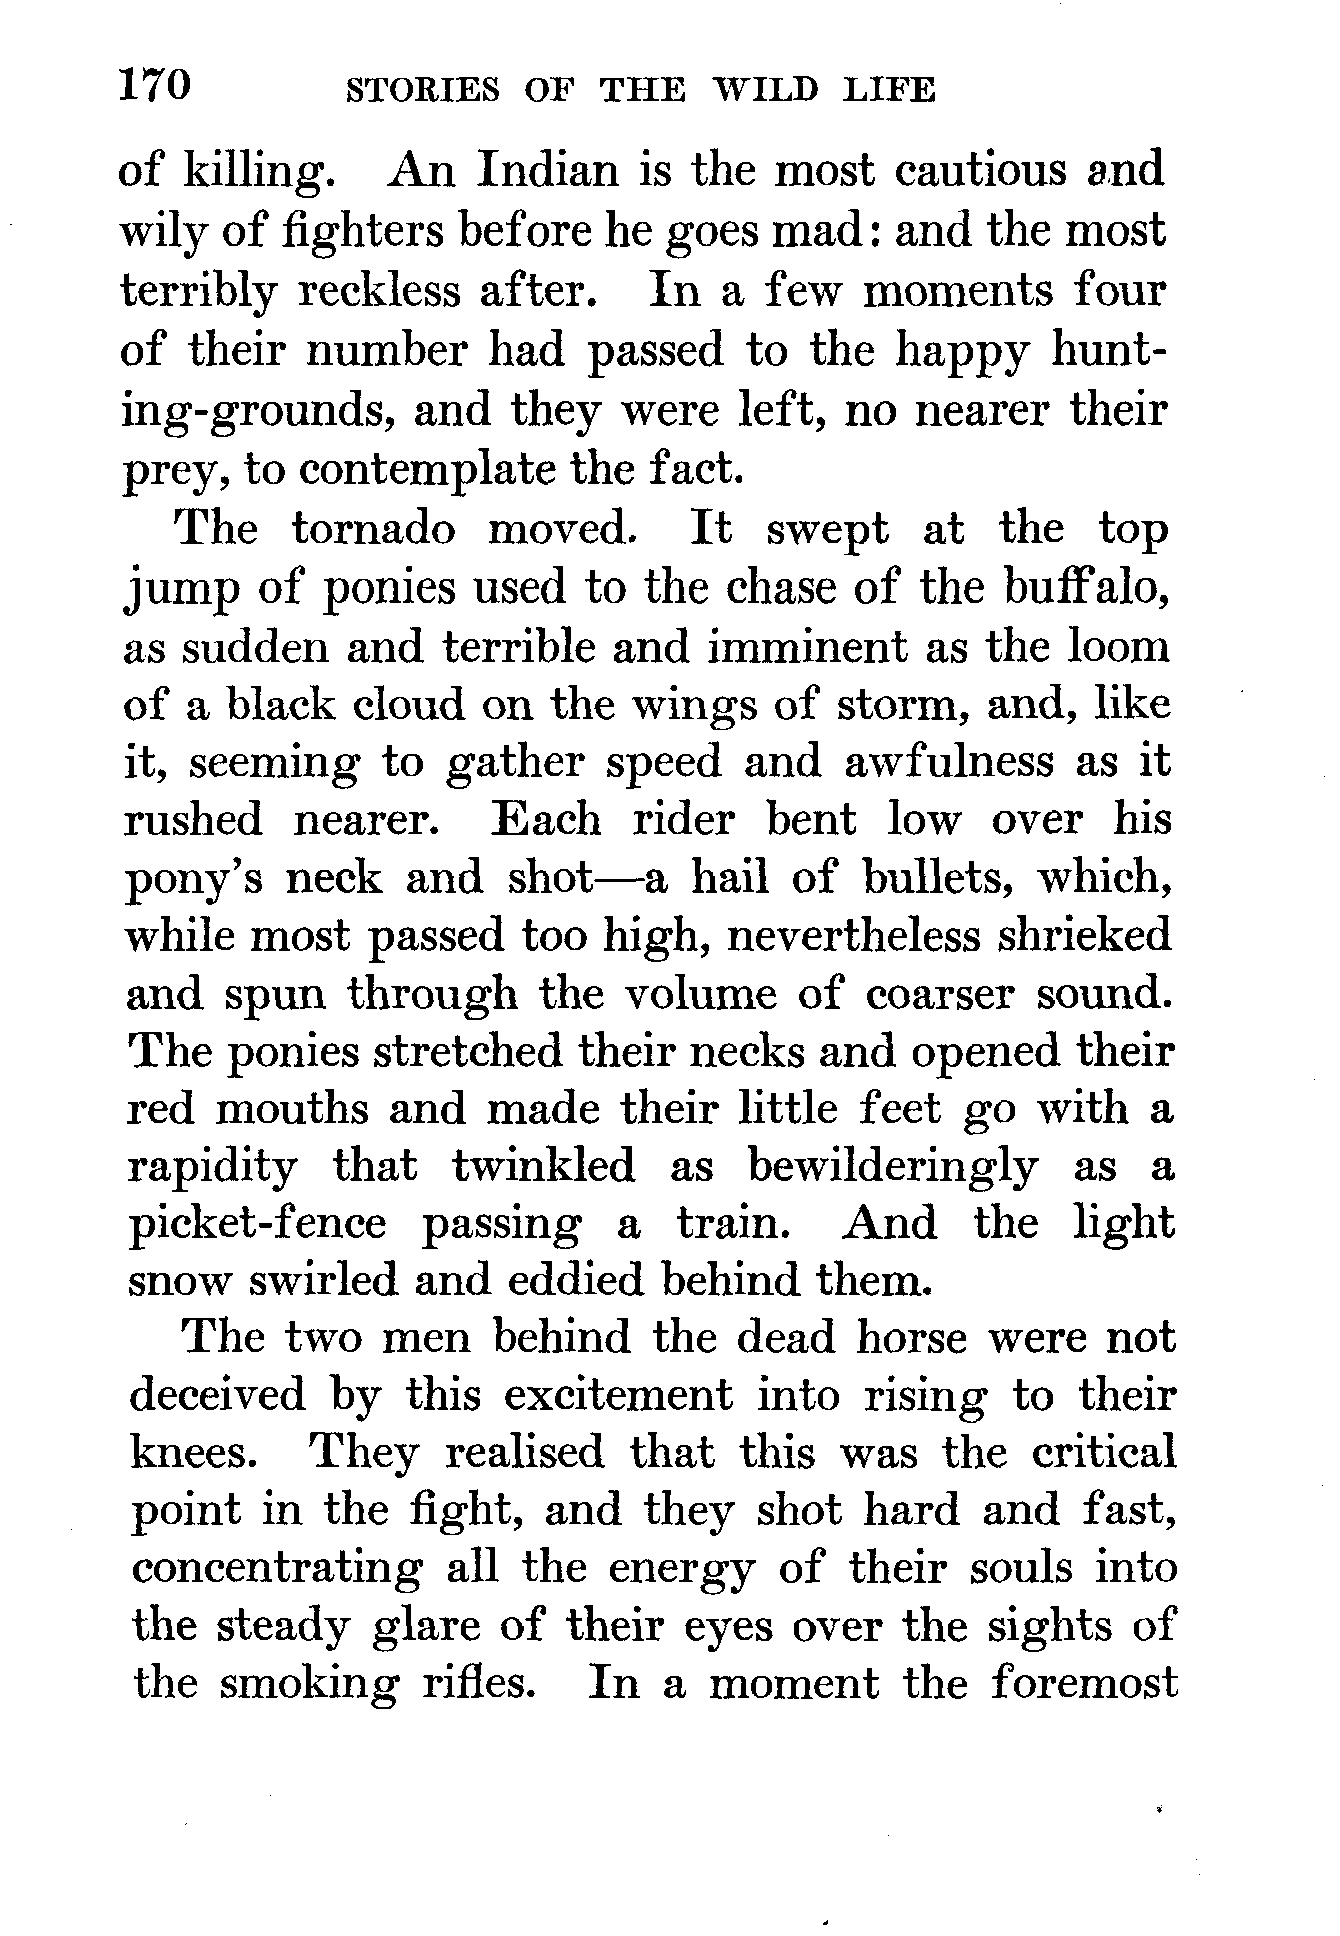 170 STORIES OF THE WILD LIFE
of killing. An Indian is the most cautious and
wily of fighters before he goes mad: and the most
terribly reckless after. In a few moments four
of their number had passed to the happy hunt-
ing-grounds, and they were left, no nearer their
prey, to contemplate the fact.
The tornado moved. It swept at the top
jump of ponies used to the chase of the buffalo,
as sudden and terrible and imminent as the loom
of a black cloud on the wings of storm, and, like
it, seeming to gather speed and awfulness as it
rushed nearer. Each rider bent low over his
pony's neck and shot—a hail of bullets, which,
while most passed too high, nevertheless shrieked
and spun through the volume of coarser sound.
The ponies stretched their necks and opened their
red mouths and made their little feet go with a
rapidity that twinkled as bewilderingly as a
picket-fence passing a train. And the light
snow swirled and eddied behind them.
The two men behind the dead horse were not
deceived by this excitement into rising to their
knees. They realised that this was the critical
point in the fight, and they shot hard and fast,
concentrating all the energy of their souls into
the steady glare of their eyes over the sights of
the smoking rifles. In a moment the foremost